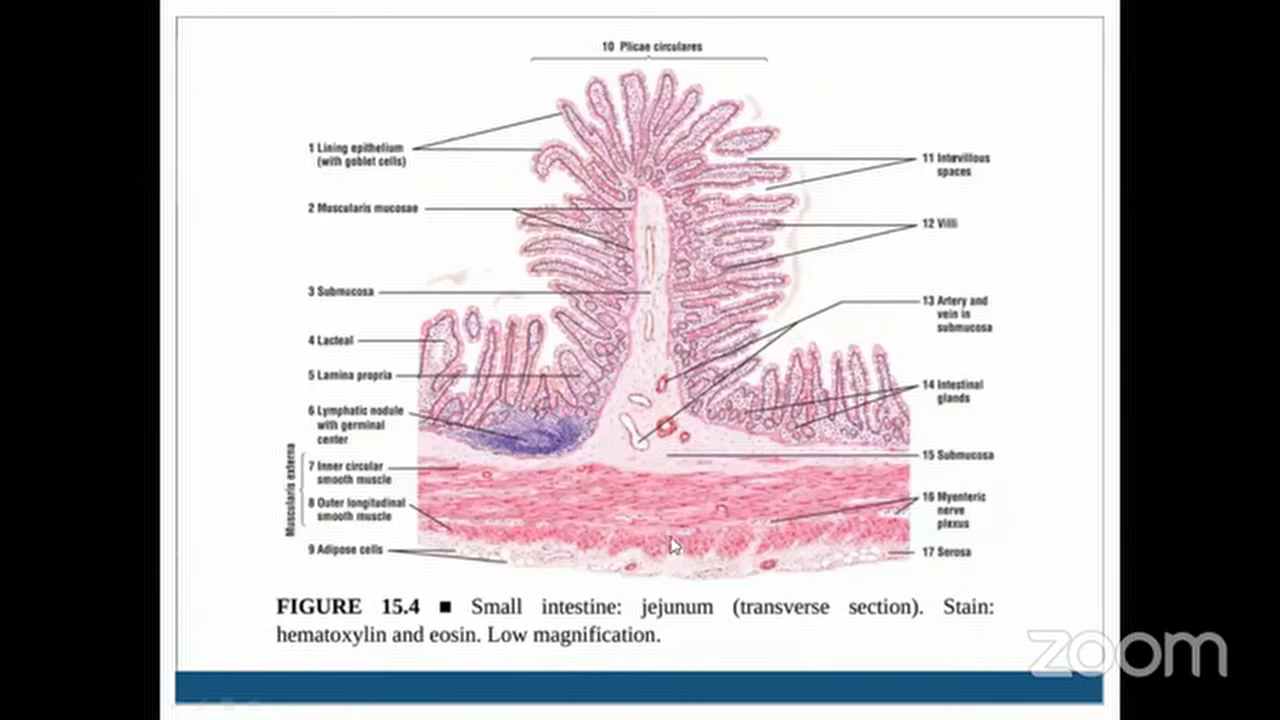 10 Plicae circulares
1 Lining epithelium
(with goblet cells)
2 Muscularis mucosae
3 Submucosa
4 Lacteal
5 Lamina propria
6 Lymphatic nodule
with germinal
center
Muscularis externa
7 Inner circular
smooth muscle
8 Outer longitudinal
smooth muscle
9 Adipose cells
11 Intervillous
spaces
12 Villi
13 Artery and
vein in
submucosa
14 Intestinal
glands
15 Submucosa
16 Myenteric
nerve
plexus
17 Serosa
FIGURE 15.4 ■ Small intestine: jejunum (transverse section). Stain:
hematoxylin and eosin. Low magnification.
zoom